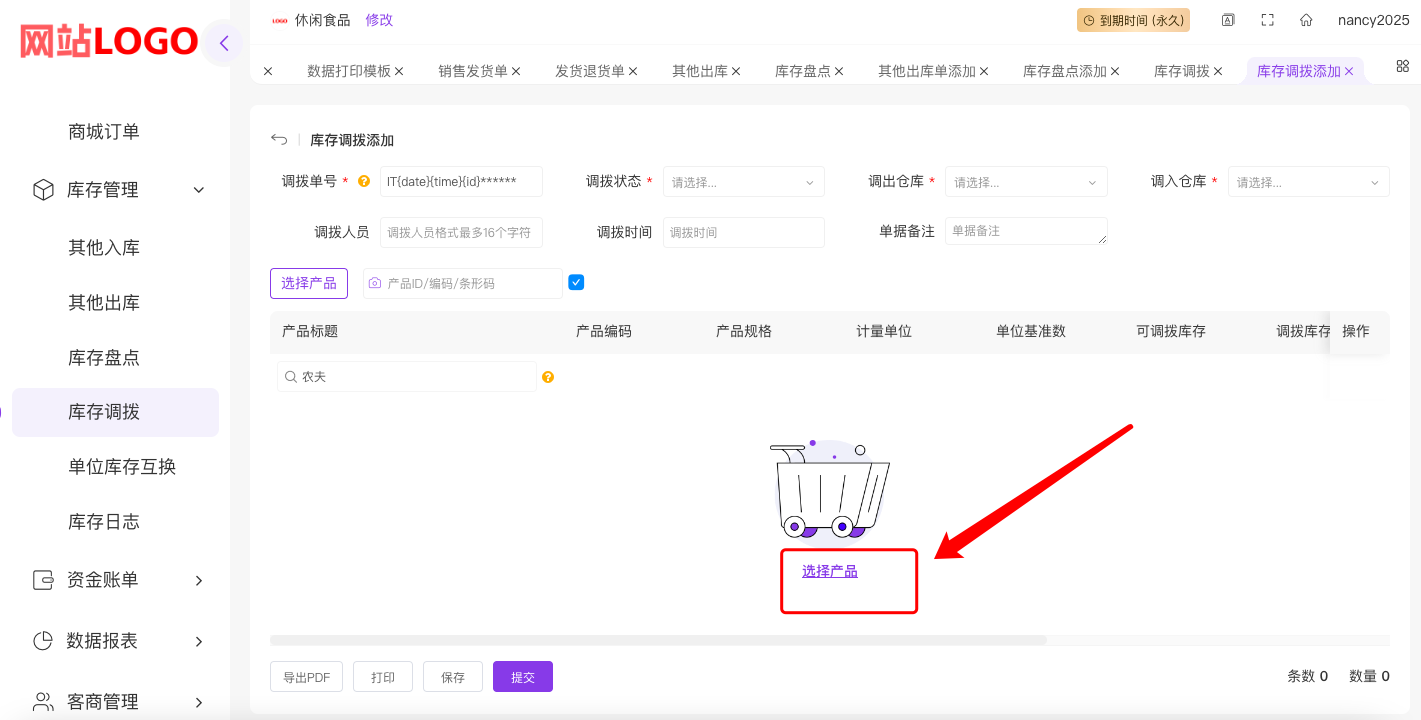 网站LOGO
LOGO 休闲食品 修改 到期时间 (永久) nancy2025
数据打印模板 销售发货单 发货退货单 其他出库 库存盘点 其他出库单添加 库存盘点添加 库存调拨 库存调拨添加
商城订单
库存管理
其他入库
其他出库
库存盘点
库存调拨
单位库存互换
库存日志
资金账单
数据报表
客商管理
库存调拨添加
调拨单号 * IT{date}{time}{id}****** 调拨状态 * 请选择... 调出仓库 * 请选择... 调入仓库 * 请选择...
调拨人员 调拨人员格式最多16个字符 调拨时间 调拨时间 单据备注 单据备注
选择产品 产品ID/编码/条形码
产品标题 产品编码 产品规格 计量单位 单位基准数 可调拨库存 调拨库存 操作
农夫
选择产品
导出PDF 打印 保存 提交 条数 0 数量 0